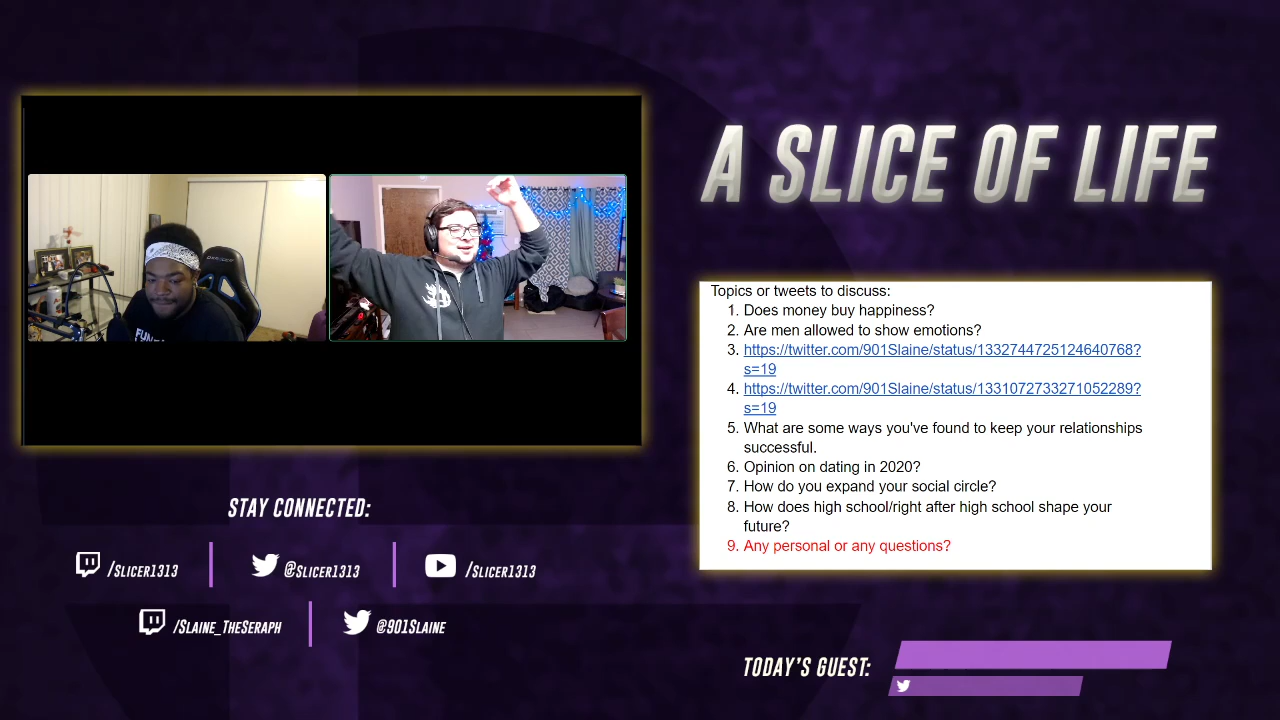 A SLICE OF LIFE
Topics or tweets to discuss:
1. Does money buy happiness?
2. Are men allowed to show emotions?
3. https://twitter.com/901Slaine/status/1332744725124640768?
s=19
4. https://twitter.com/901Slaine/status/1331072733271052289?
s=19
5. What are some ways you've found to keep your relationships
successful.
6. Opinion on dating in 2020?
7. How do you expand your social circle?
8. How does high school/right after high school shape your
future?
9. Any personal or any questions?
STAY CONNECTED:
/SLICER1313
@SLICER1313
/SLICER1313
/SLAINE_THESERAPH
@901SLAINE
TODAY'S GUEST: